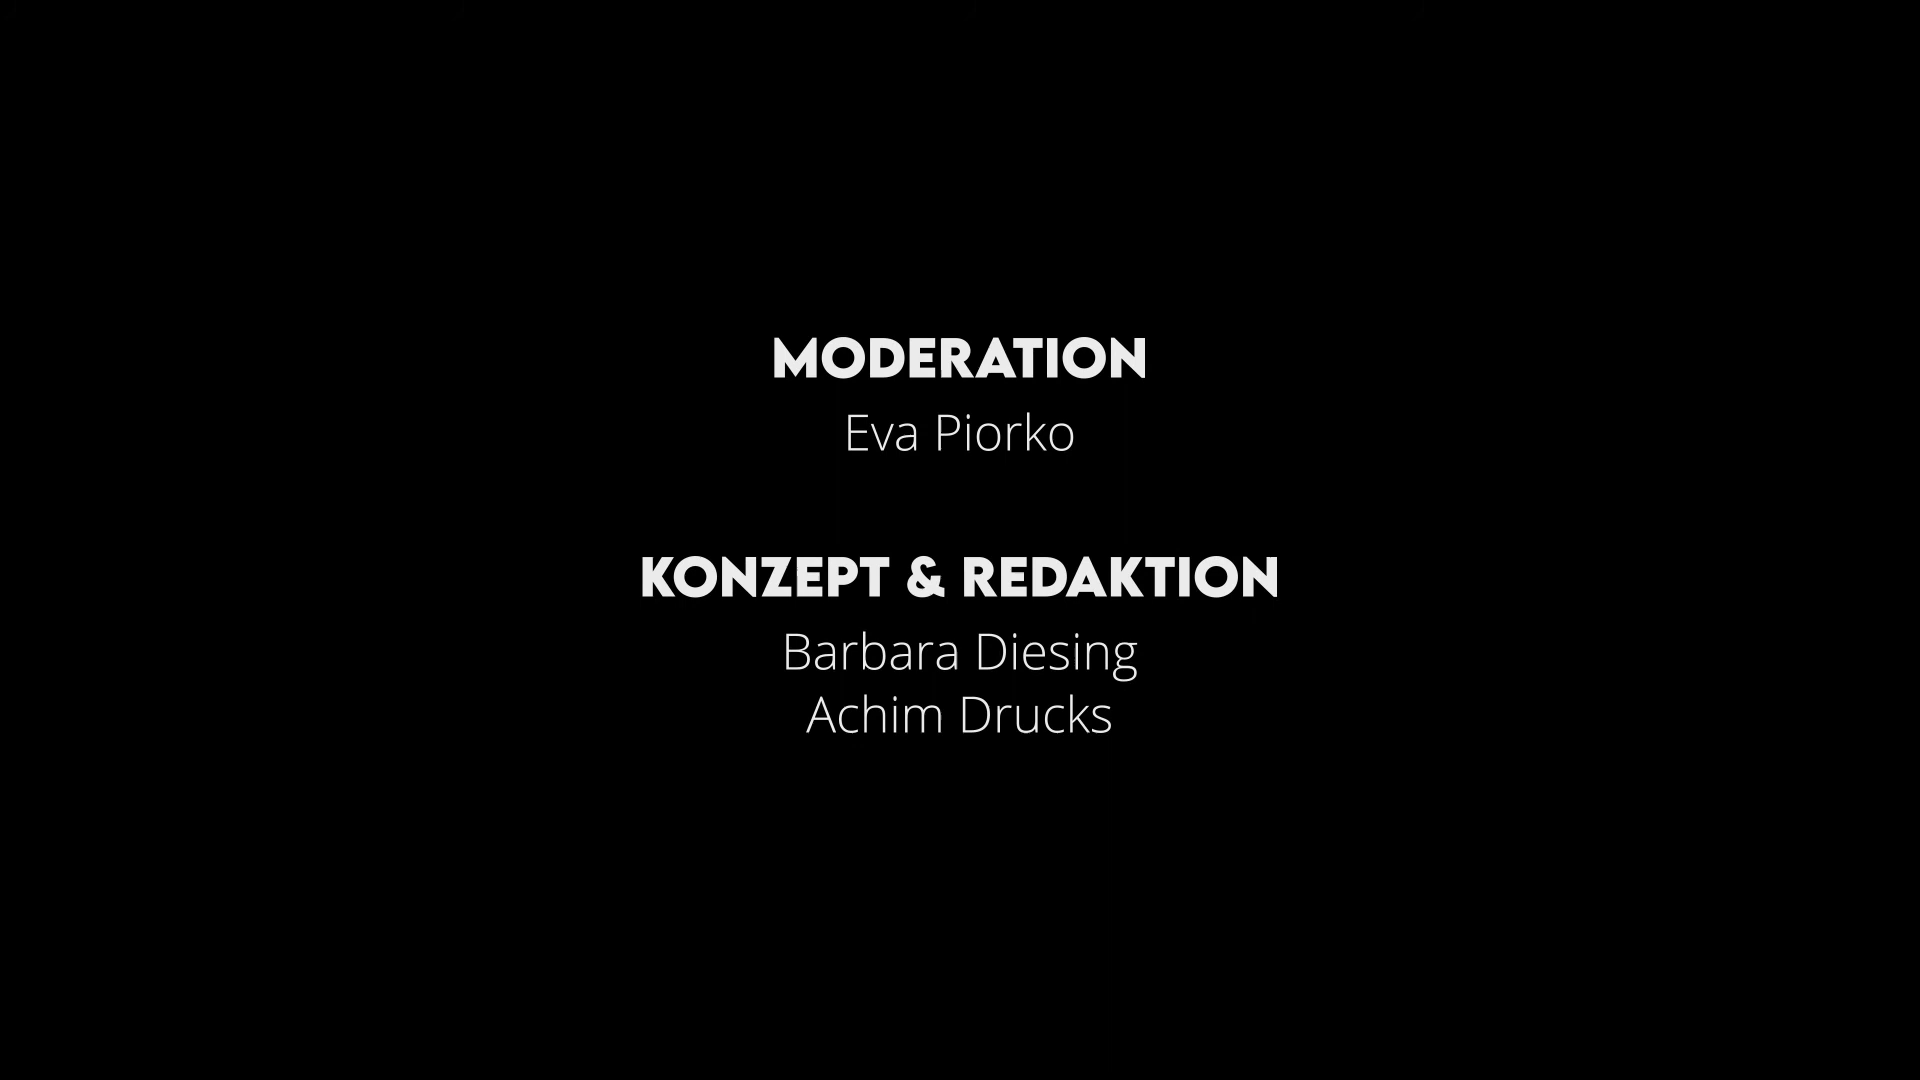 MODERATION
Eva Piorko
KONZEPT & REDAKTION
Barbara Diesing
Achim Drucks